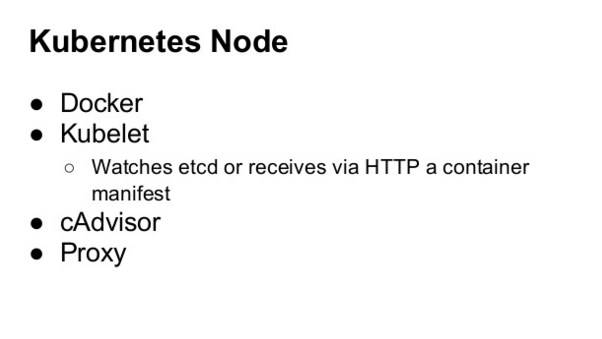 Kubernetes Node
● Docker
● Kubelet
○ Watches etcd or receives via HTTP a container
manifest
● cAdvisor
● Proxy